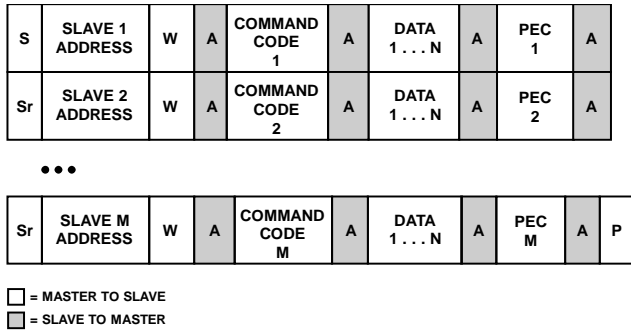 S SLAVE 1 ADDRESS W A COMMAND CODE 1 A DATA 1 . . . N A PEC 1 A
Sr SLAVE 2 ADDRESS W A COMMAND CODE 2 A DATA 1 . . . N A PEC 2 A
•••
Sr SLAVE M ADDRESS W A COMMAND CODE M A DATA 1 . . . N A PEC M A P
= MASTER TO SLAVE
= SLAVE TO MASTER